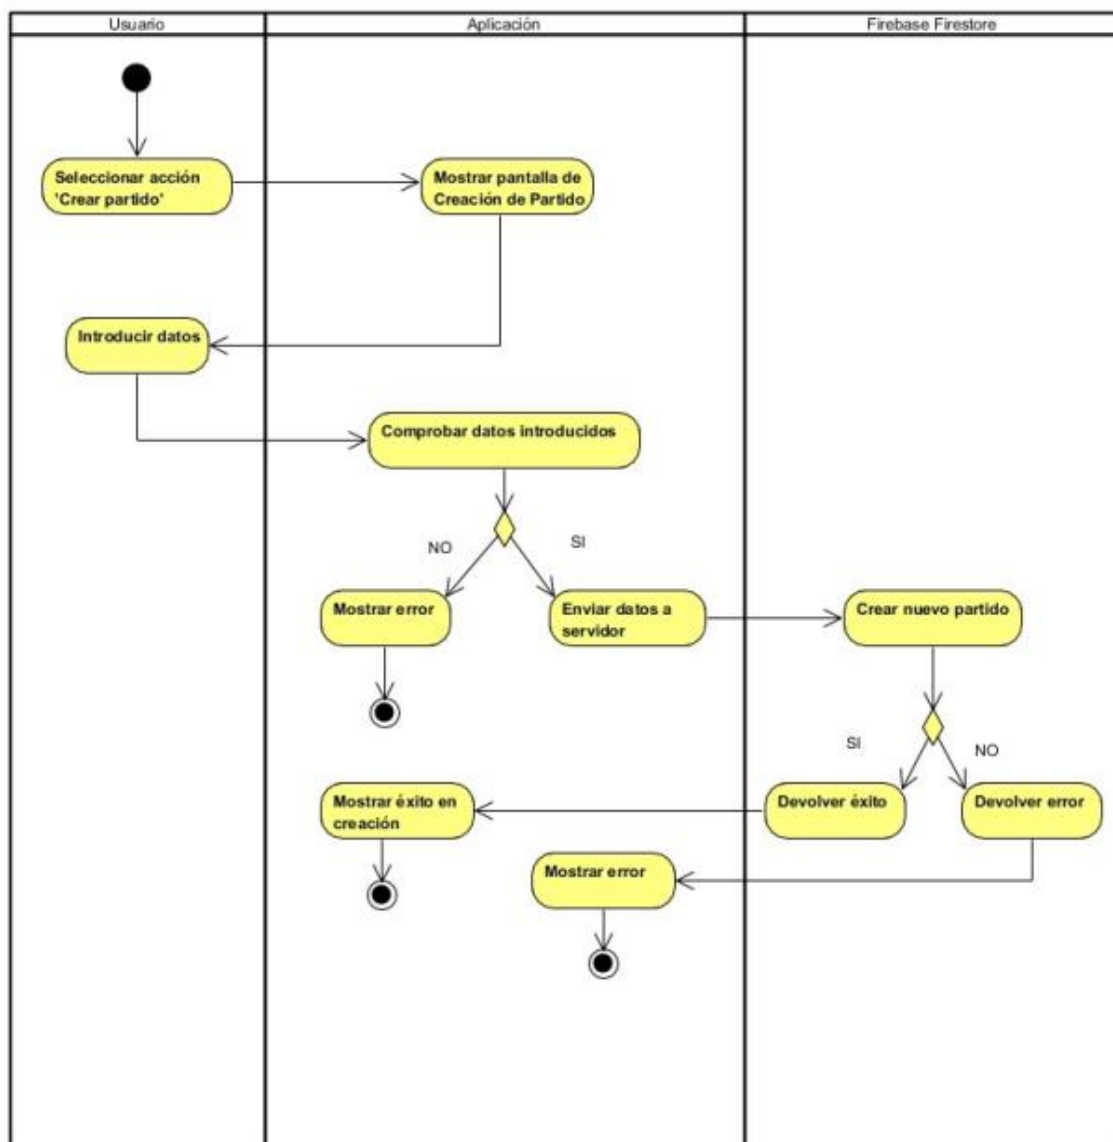 Usuario
Aplicación
Firebase Firestore
Seleccionar acción
'Crear partido'
Mostrar pantalla de
Creación de Partido
Introducir datos
Comprobar datos introducidos
NO
SI
Mostrar error
Enviar datos a
servidor
Crear nuevo partido
SI
NO
Mostrar éxito en
creación
Devolver éxito
Devolver error
Mostrar error